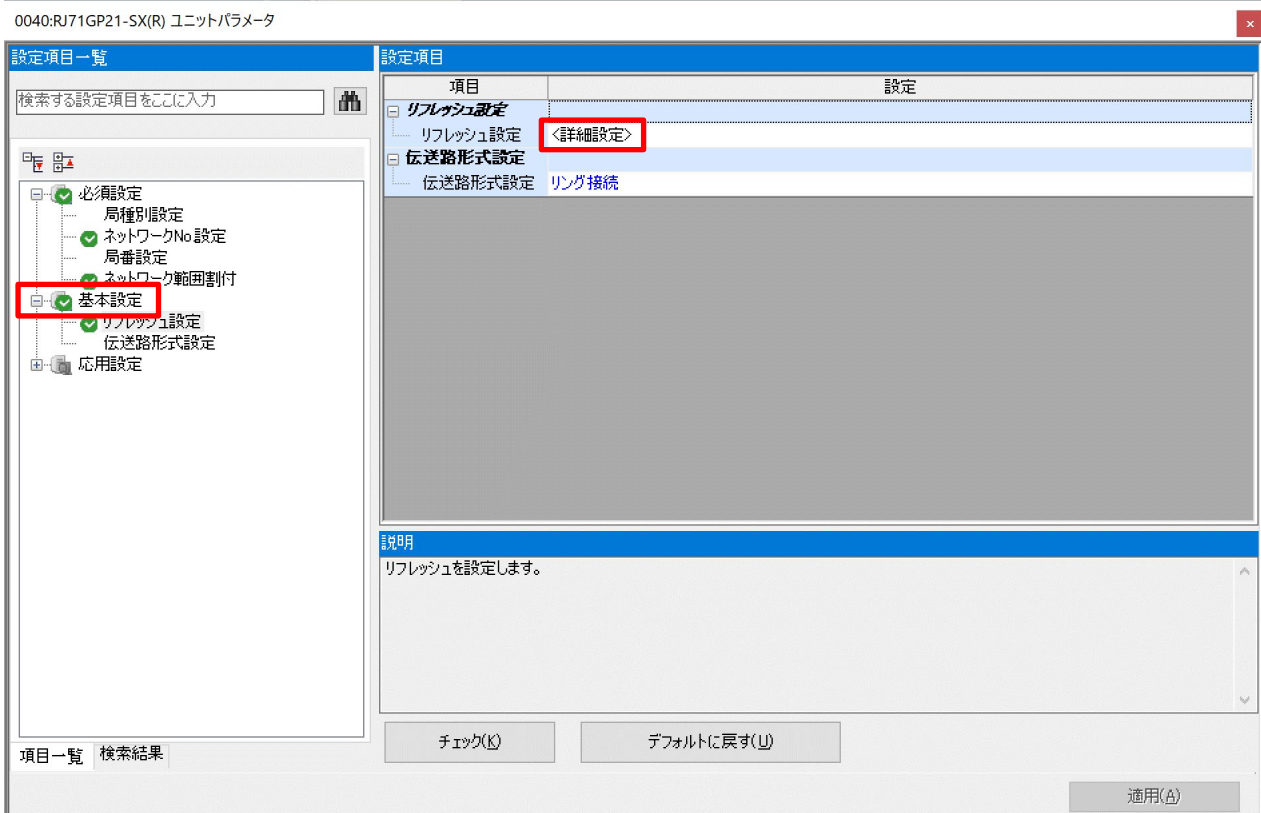 0040:RJ71GP21-SX(R) ユニットパラメータ
設定項目一覧
検索する設定項目をここに入力
必須設定
局種別設定
ネットワークNo設定
局番設定
ネットワーク範囲割付
基本設定
リフレッシュ設定
伝送路形式設定
応用設定
項目一覧 検索結果
設定項目
項目 設定
リフレッシュ設定
リフレッシュ設定 <詳細設定>
伝送路形式設定
伝送路形式設定 リング接続
説明
リフレッシュを設定します。
チェック(K) デフォルトに戻す(U)
適用(A)